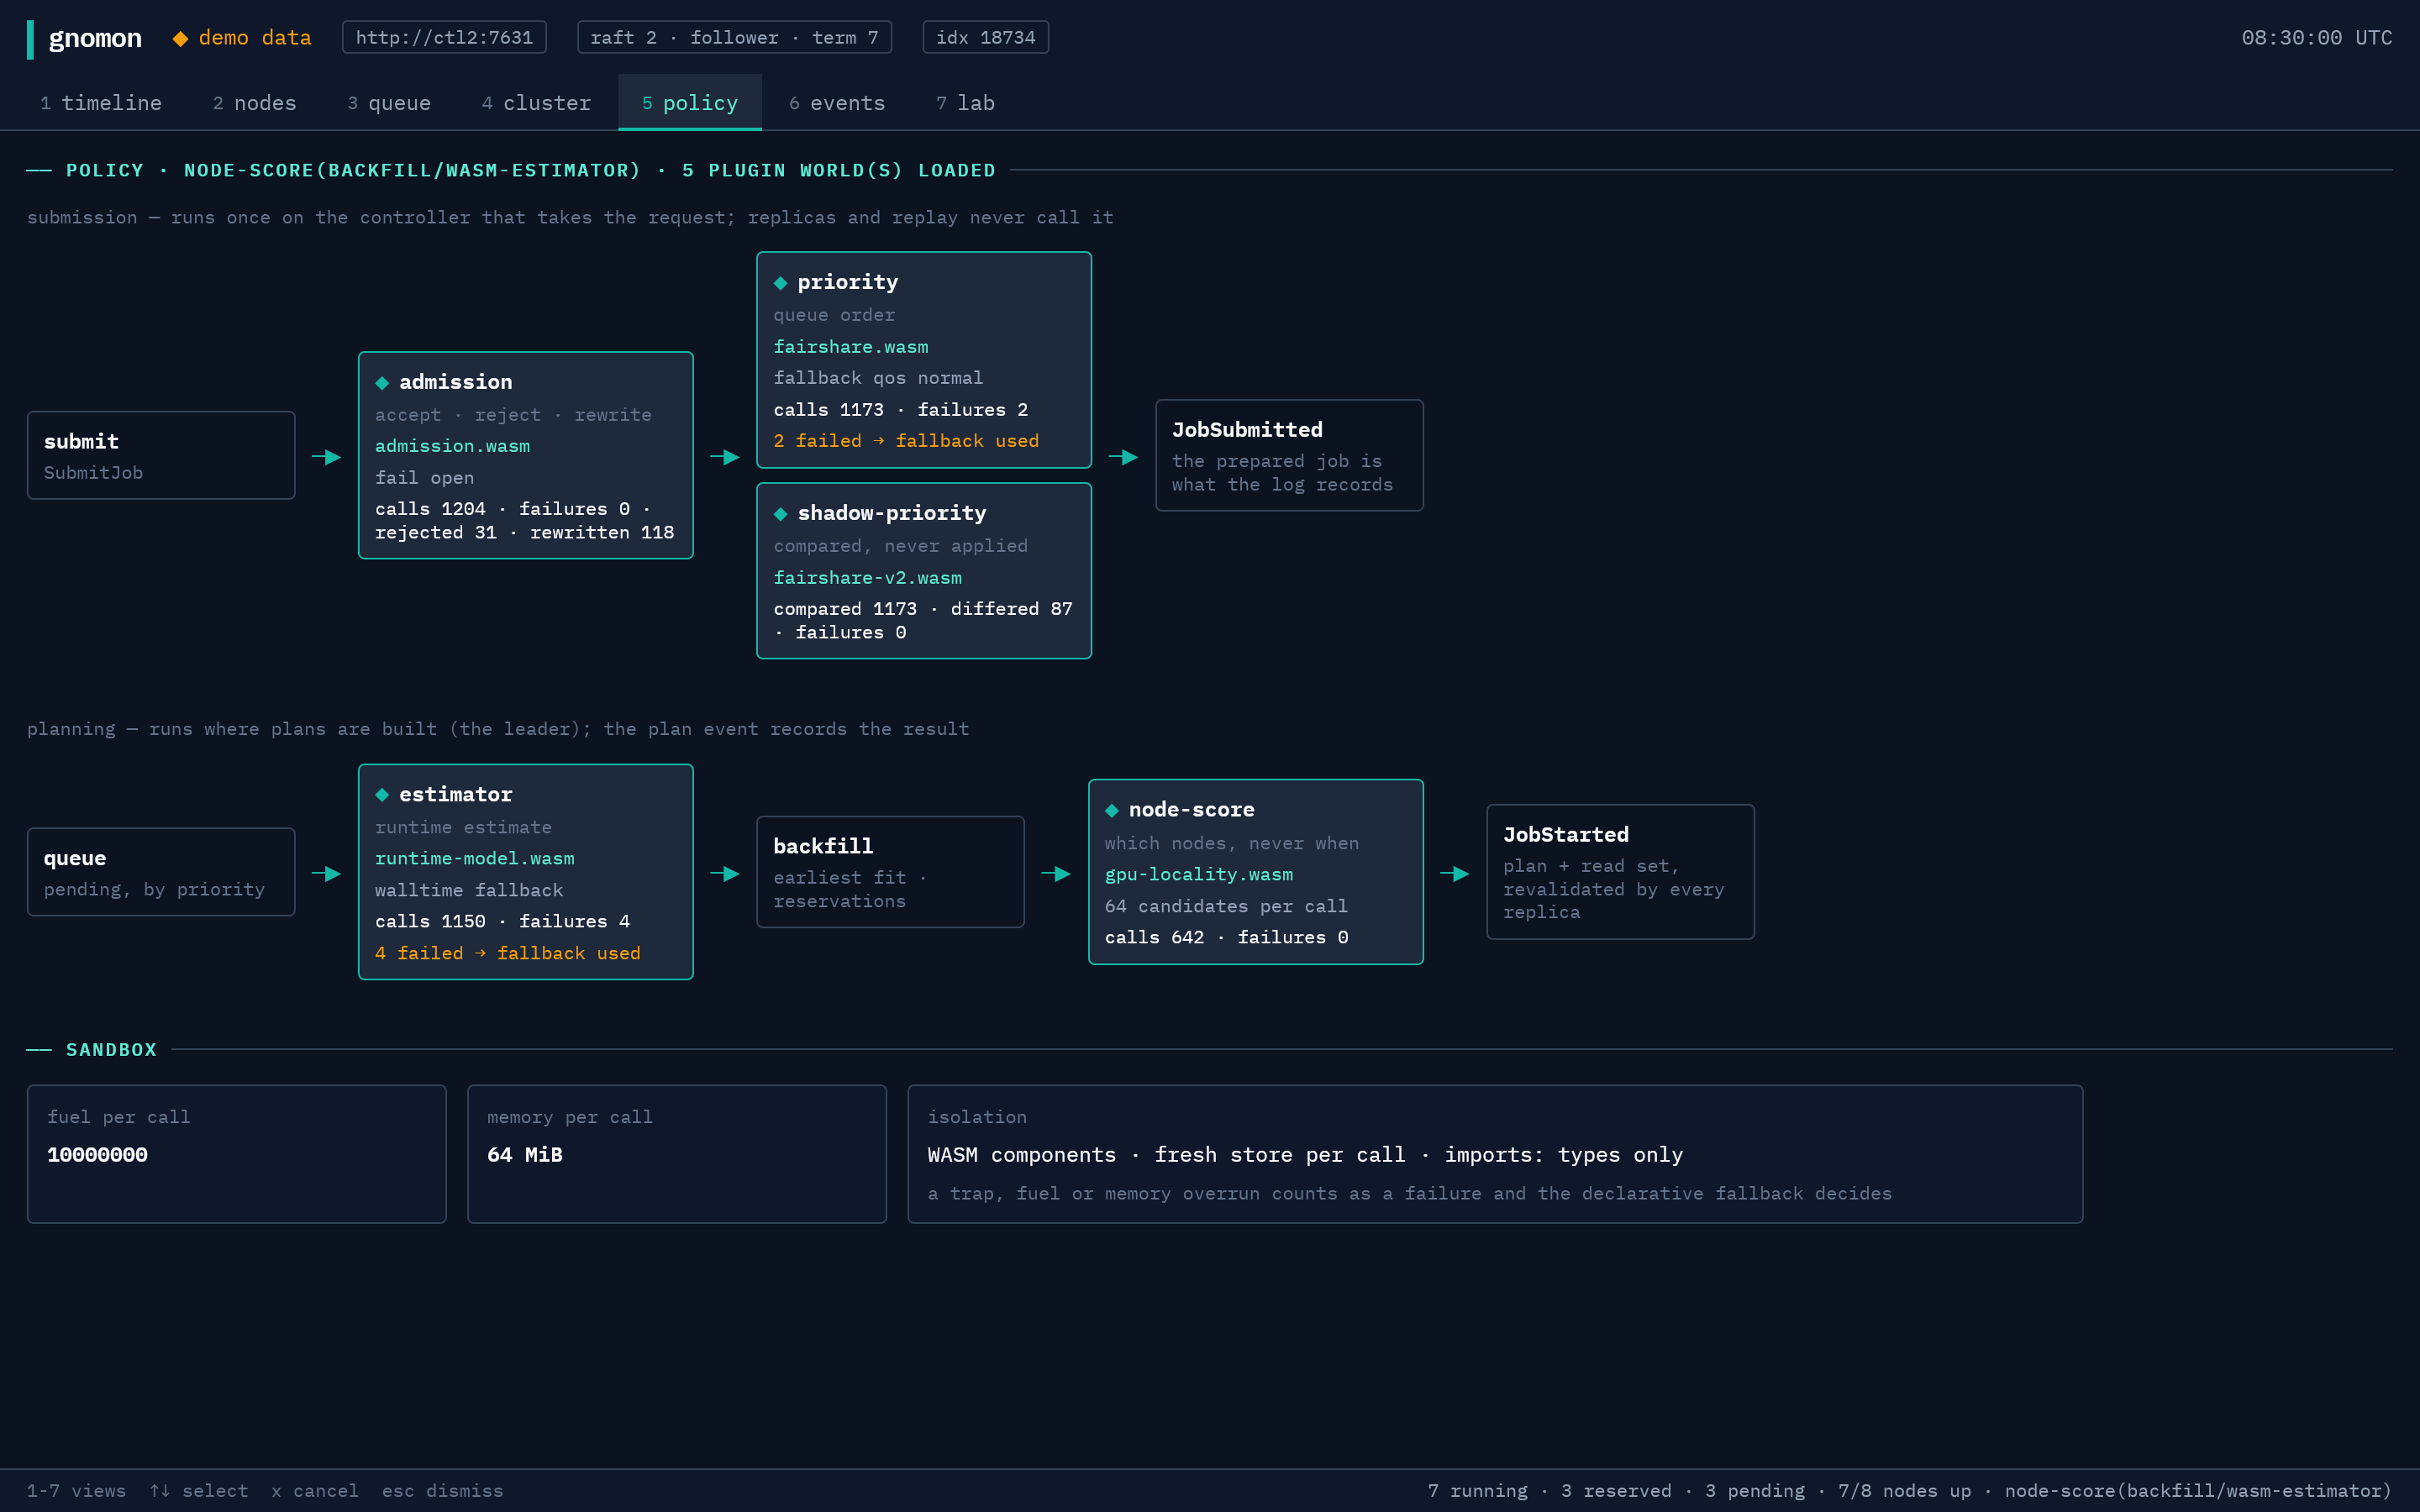 gnomon ◆ demo data http://ctl2:7631 raft 2 · follower · term 7 idx 18734 08:30:00 UTC
1 timeline 2 nodes 3 queue 4 cluster 5 policy 6 events 7 lab
—— POLICY · NODE-SCORE(BACKFILL/WASM-ESTIMATOR) · 5 PLUGIN WORLD(S) LOADED
submission — runs once on the controller that takes the request; replicas and replay never call it
submit
SubmitJob
◆ admission
accept · reject · rewrite
admission.wasm
fail open
calls 1204 · failures 0 ·
rejected 31 · rewritten 118
◆ priority
queue order
fairshare.wasm
fallback qos normal
calls 1173 · failures 2
2 failed → fallback used
◆ shadow-priority
compared, never applied
fairshare-v2.wasm
compared 1173 · differed 87
· failures 0
JobSubmitted
the prepared job is
what the log records
planning — runs where plans are built (the leader); the plan event records the result
queue
pending, by priority
◆ estimator
runtime estimate
runtime-model.wasm
walltime fallback
calls 1150 · failures 4
4 failed → fallback used
backfill
earliest fit ·
reservations
◆ node-score
which nodes, never when
gpu-locality.wasm
64 candidates per call
calls 642 · failures 0
JobStarted
plan + read set,
revalidated by every
replica
—— SANDBOX
fuel per call
10000000
memory per call
64 MiB
isolation
WASM components · fresh store per call · imports: types only
a trap, fuel or memory overrun counts as a failure and the declarative fallback decides
1-7 views ↑↓ select x cancel esc dismiss 7 running · 3 reserved · 3 pending · 7/8 nodes up · node-score(backfill/wasm-estimator)